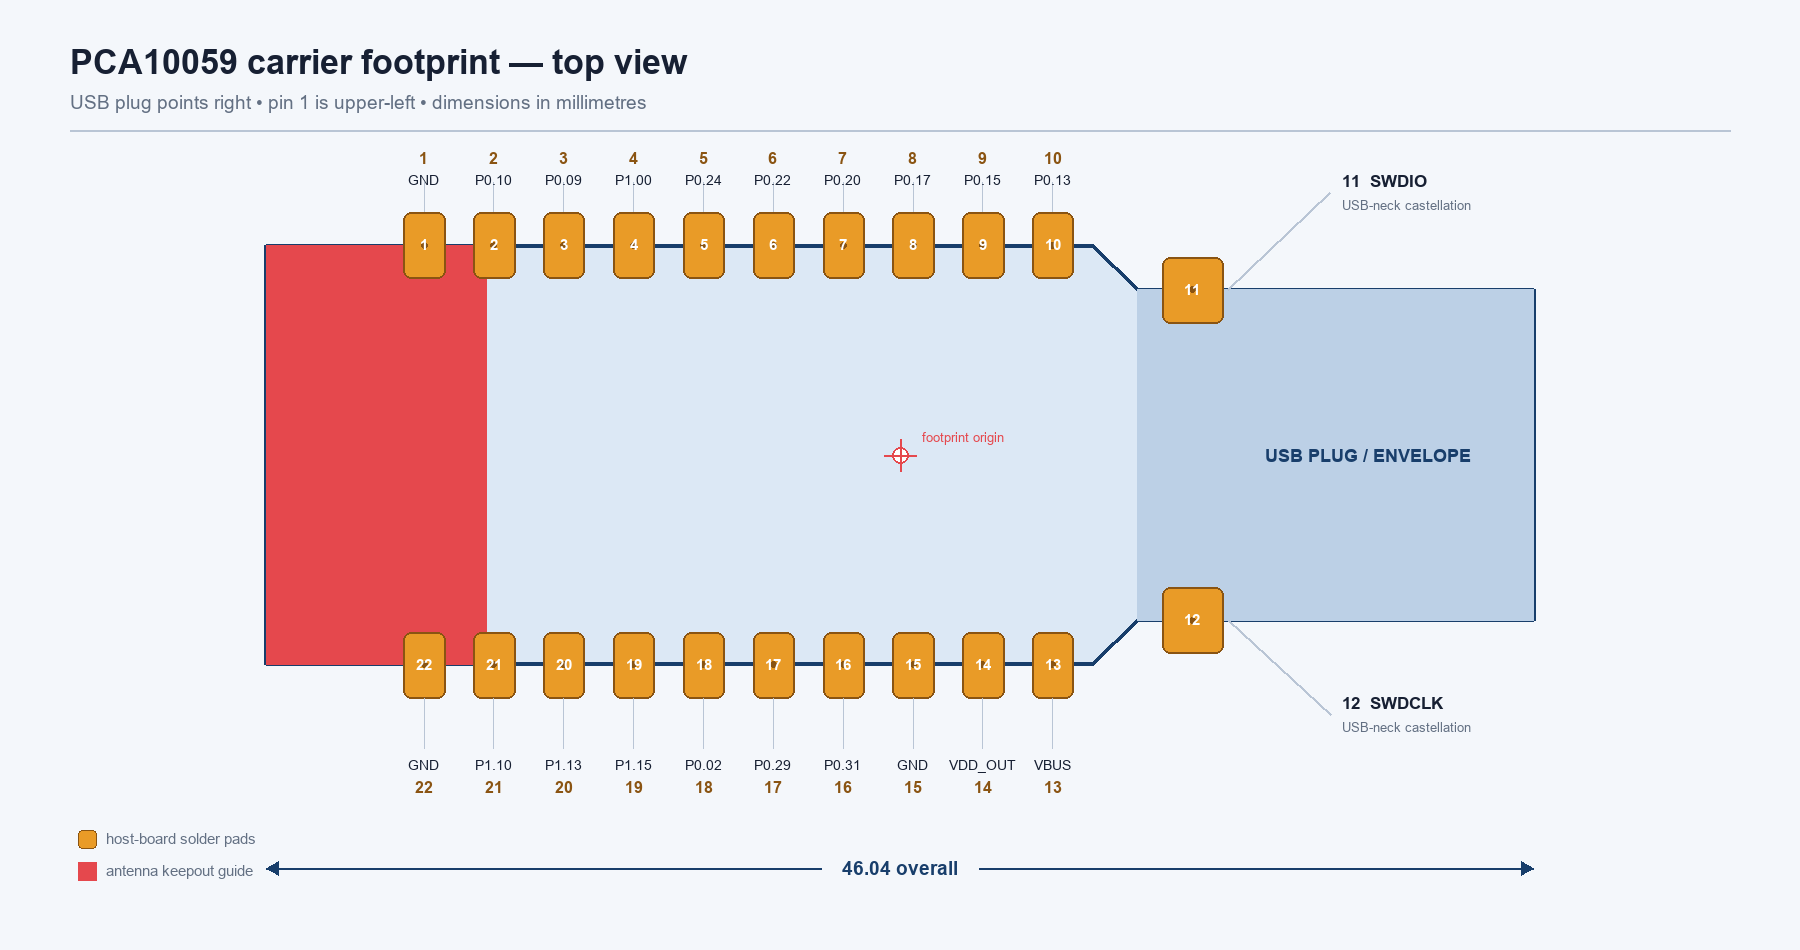 PCA10059 carrier footprint — top view
USB plug points right • pin 1 is upper-left • dimensions in millimetres
1 2 3 4 5 6 7 8 9 10
GND P0.10 P0.09 P1.00 P0.24 P0.22 P0.20 P0.17 P0.15 P0.13
11 SWDIO
USB-neck castellation
1 2 3 4 5 6 7 8 9 10
11
footprint origin
USB PLUG / ENVELOPE
12
22 21 20 19 18 17 16 15 14 13
12 SWDCLK
USB-neck castellation
GND P1.10 P1.13 P1.15 P0.02 P0.29 P0.31 GND VDD_OUT VBUS
22 21 20 19 18 17 16 15 14 13
host-board solder pads
antenna keepout guide
46.04 overall